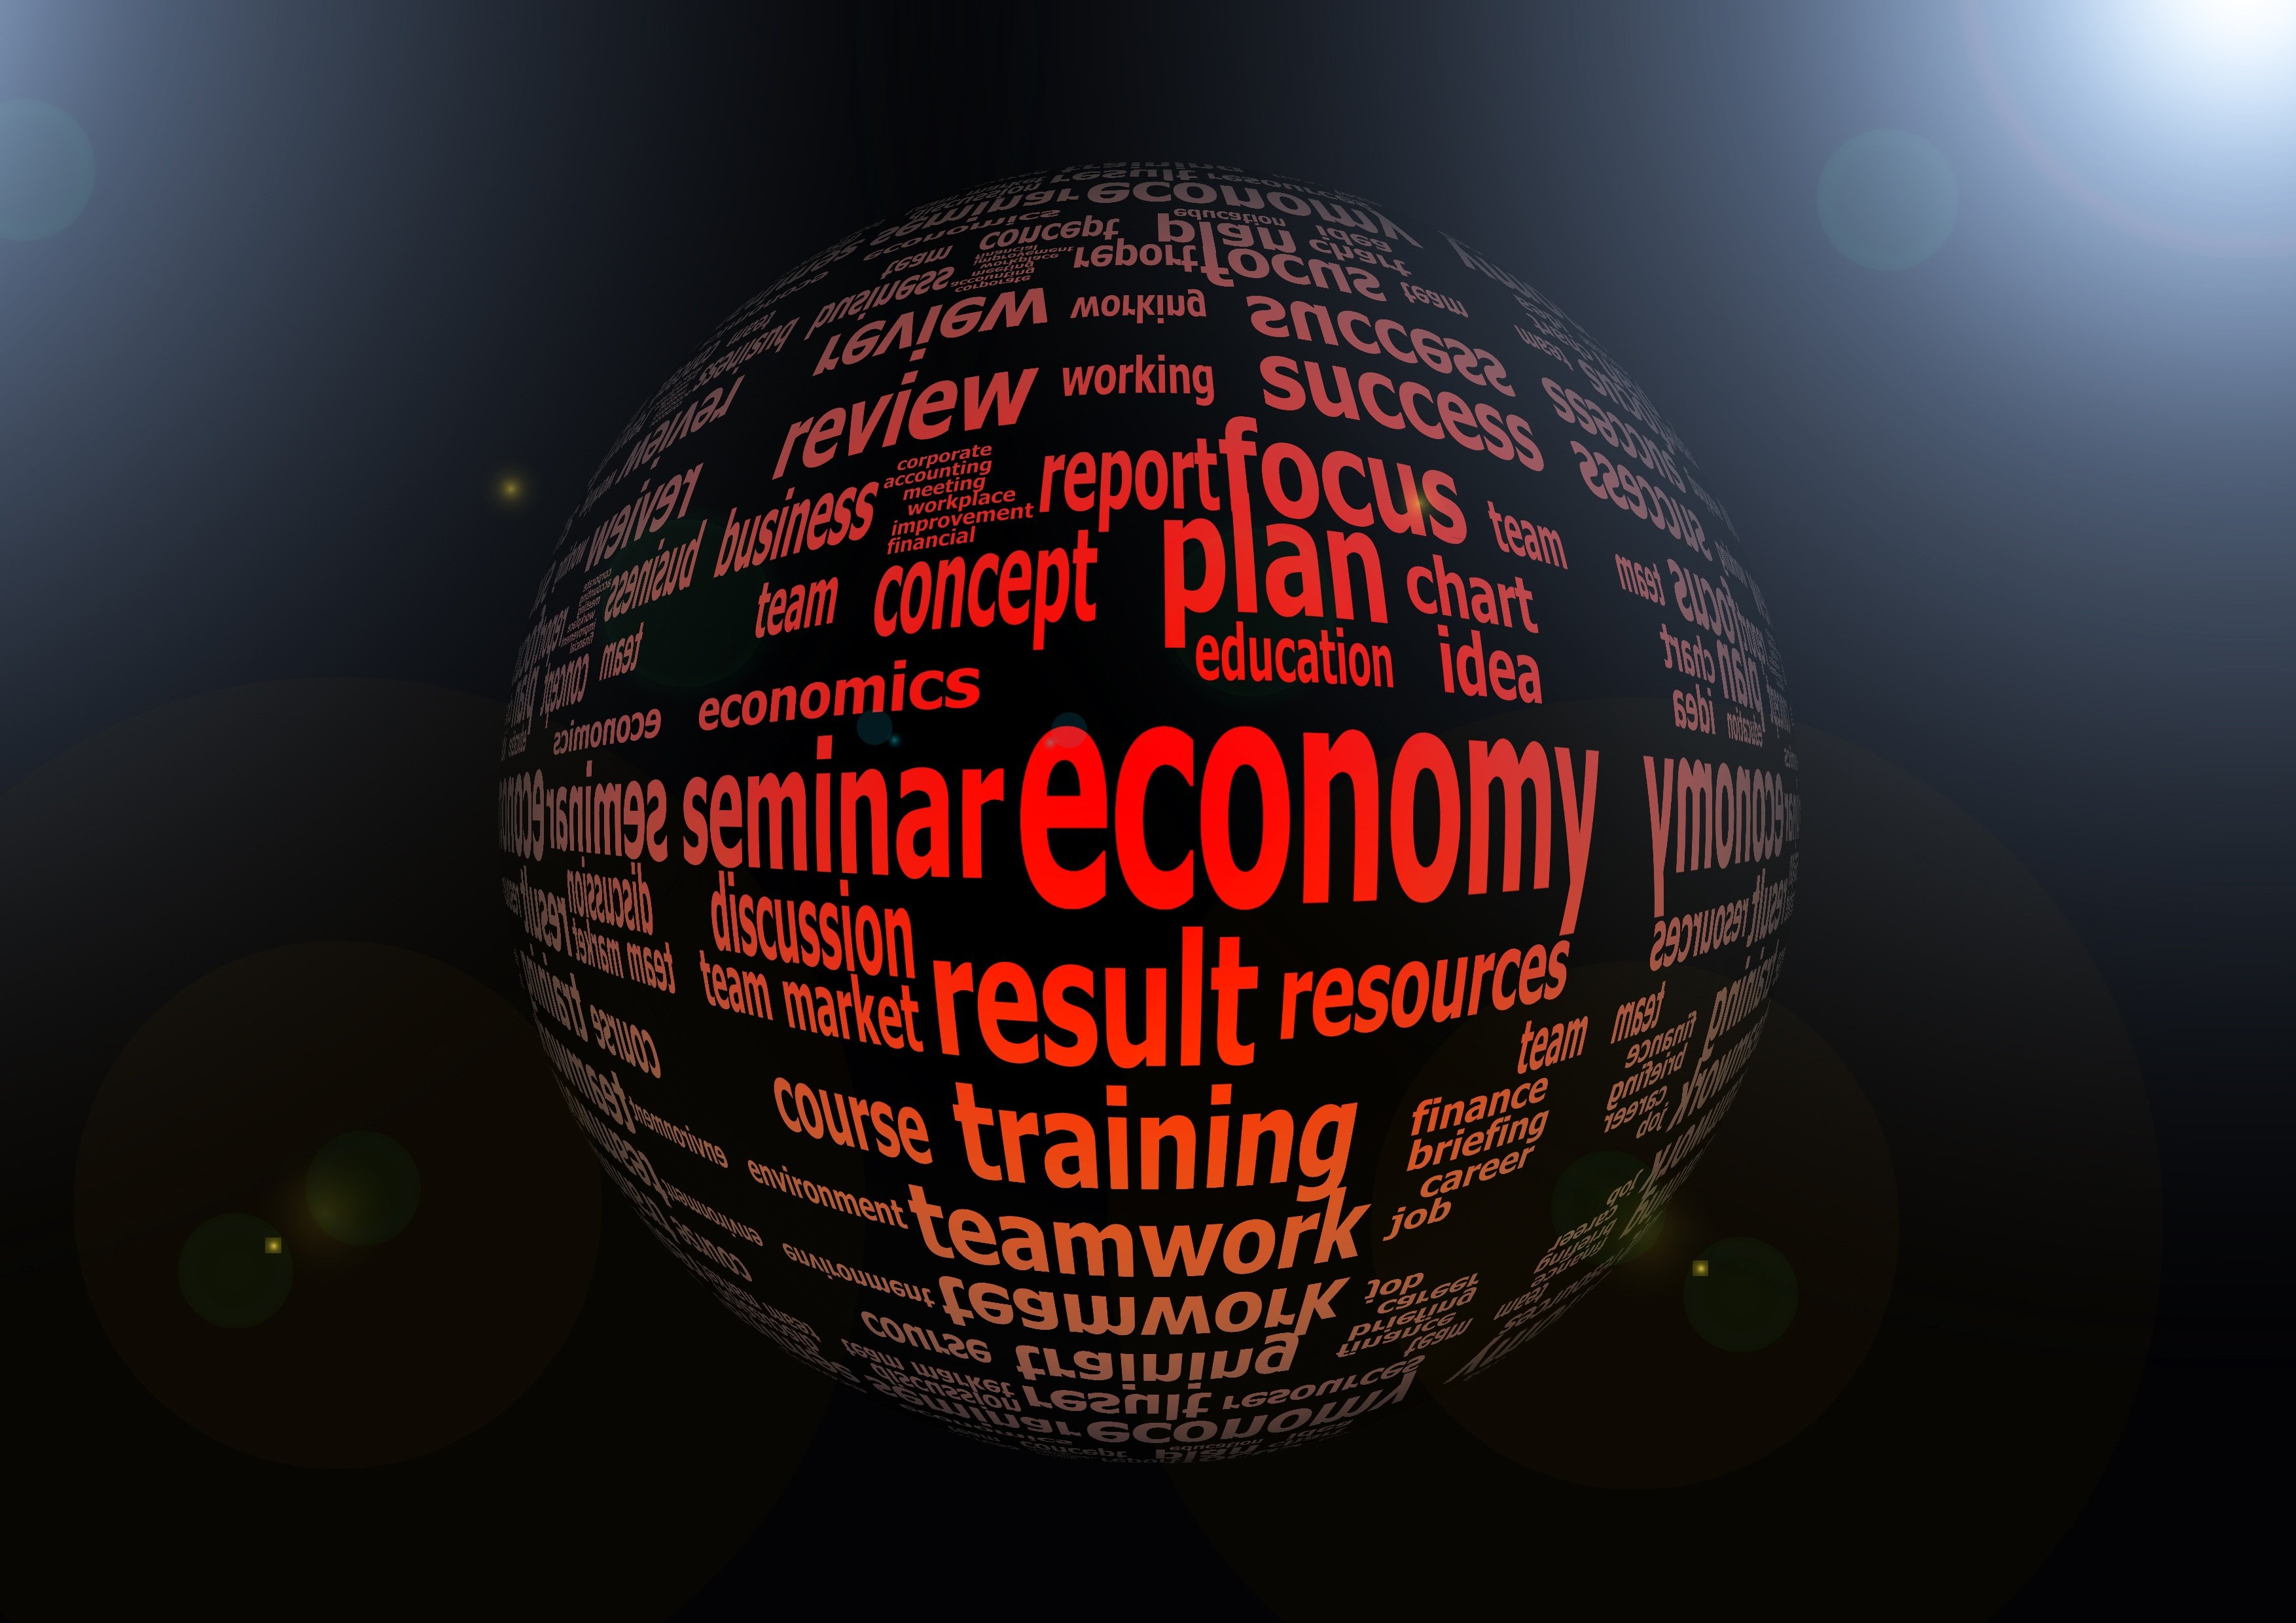 review working success
corporate
accounting
meeting
workplace
improvement
financial
business report focus team
team concept plan chart
education idea
economics
seminar economy
discussion
team market result resources
team
course training finance
briefing
career
environment teamwork job